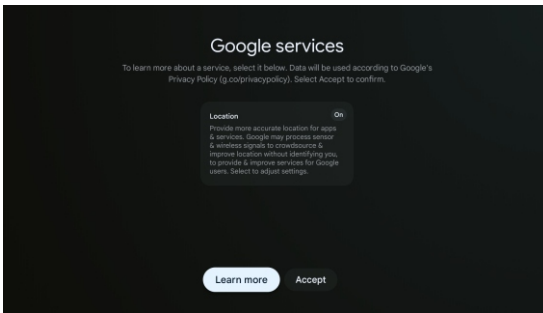 Google services
To learn more about a service, select it below. Data will be used according to Google's
Privacy Policy (g.co/privacypolicy). Select Accept to confirm.
Location On
Provide more accurate location for apps
& services. Google may process sensor
& wireless signals to crowdsource &
improve location without identifying you,
to provide & improve services for Google
users. Select to adjust settings.
Learn more Accept